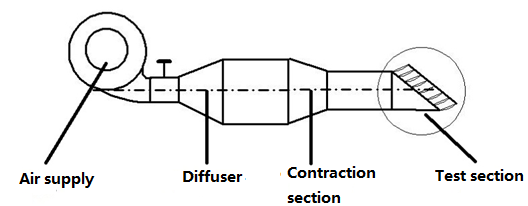 Air supply
Diffuser
Contraction
section
Test section